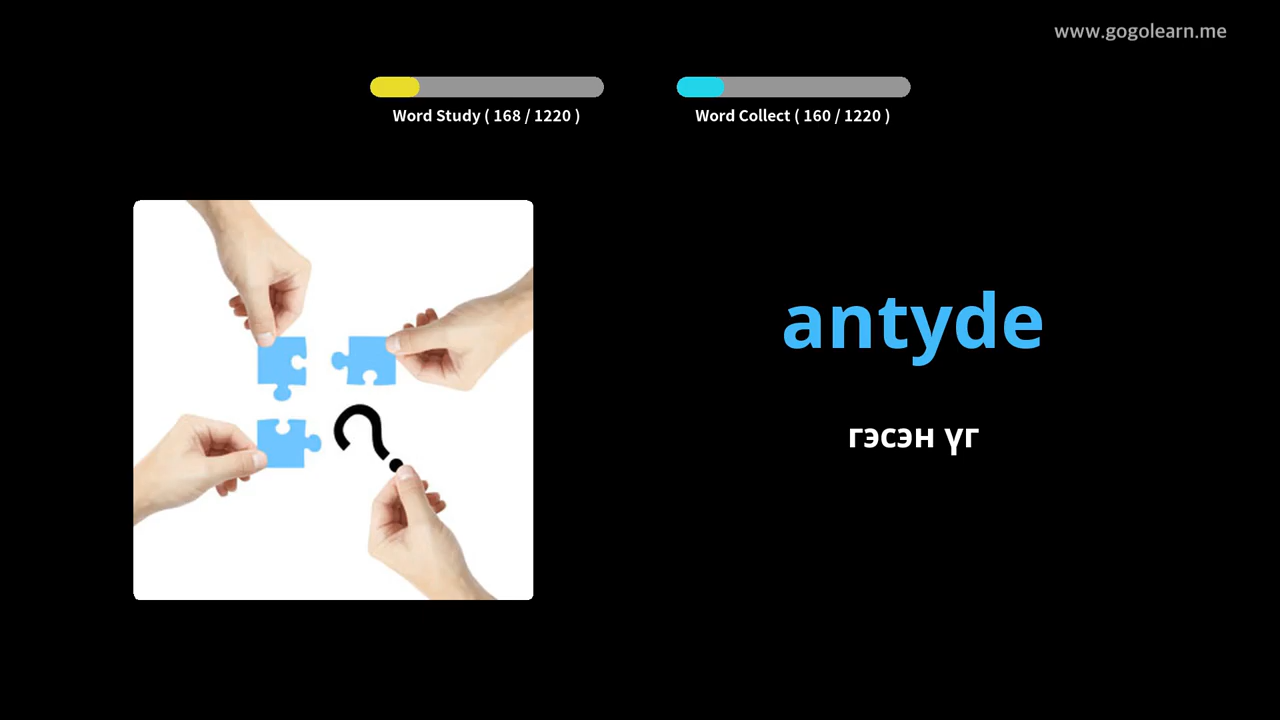 www.gogolearn.me
Word Study ( 168 / 1220 )
Word Collect ( 160 / 1220 )
antyde
гэсэн үг